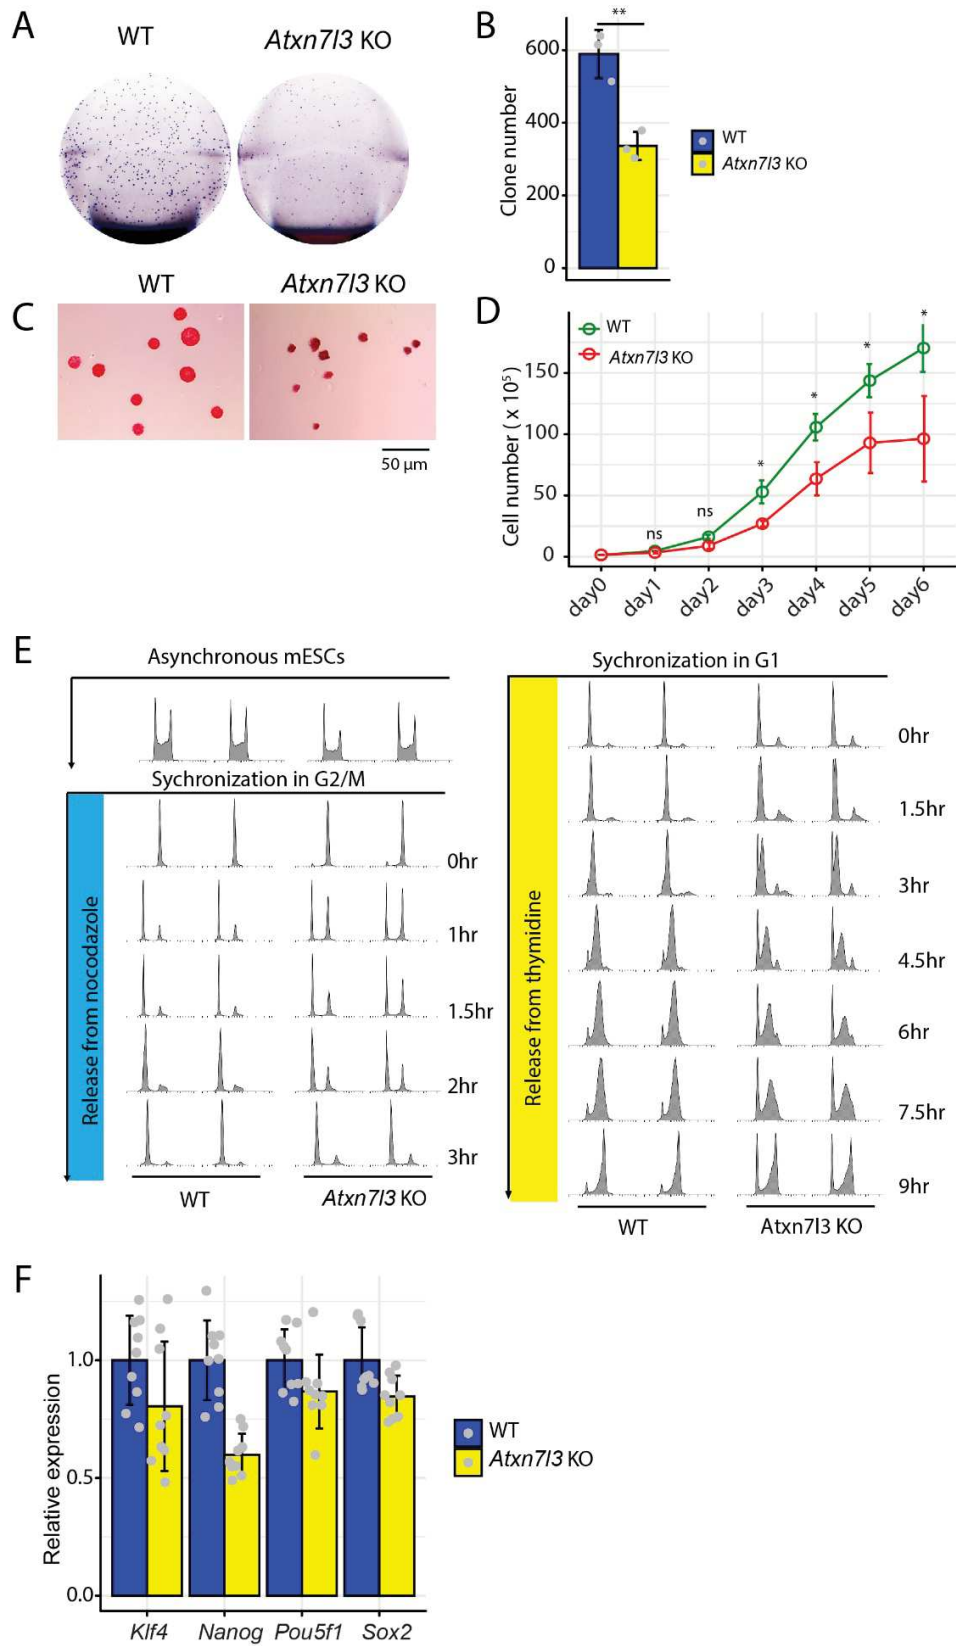 A
WT
Atxn7l3 KO
B
**
600
400
200
0
Clone number
WT
Atxn7l3 KO
C
WT
Atxn7l3 KO
50 µm
D
WT
Atxn7l3 KO
Cell number ( x 10⁵)
150
100
50
0
ns
ns
*
*
*
*
day0
day1
day2
day3
day4
day5
day6
E
Asynchronous mESCs
Sychronization in G2/M
Release from nocodazole
0hr
1hr
1.5hr
2hr
3hr
WT
Atxn7l3 KO
Sychronization in G1
Release from thymidine
0hr
1.5hr
3hr
4.5hr
6hr
7.5hr
9hr
WT
Atxn7l3 KO
F
Relative expression
1.0
0.5
0.0
Klf4
Nanog
Pou5f1
Sox2
WT
Atxn7l3 KO